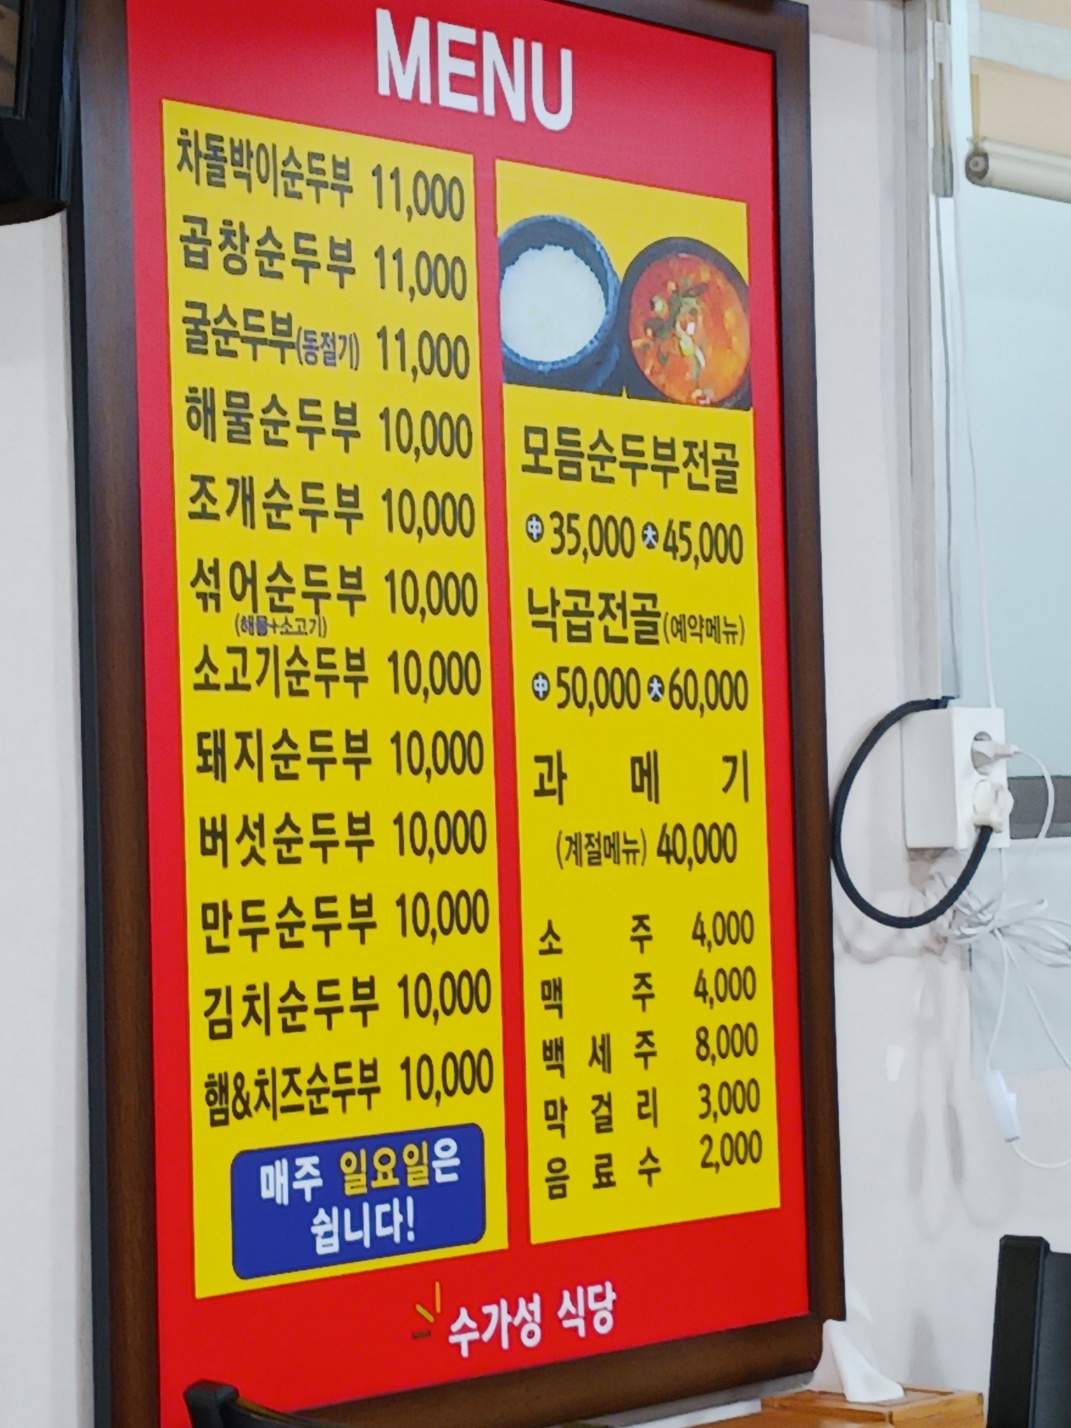 MENU
차돌박이순두부 11,000
곱창순두부 11,000
굴순두부(동절기) 11,000
해물순두부 10,000
조개순두부 10,000
섞어순두부 10,000
(해물+소고기)
소고기순두부 10,000
돼지순두부 10,000
버섯순두부 10,000
만두순두부 10,000
김치순두부 10,000
햄&치즈순두부 10,000
매주 일요일은
쉽니다!
모듬순두부전골
中 35,000 大 45,000
낙곱전골(예약메뉴)
中 50,000 大 60,000
과 메 기
(계절메뉴) 40,000
소 주 4,000
맥 주 4,000
백 세 주 8,000
막 걸 리 3,000
음 료 수 2,000
수가성 식당